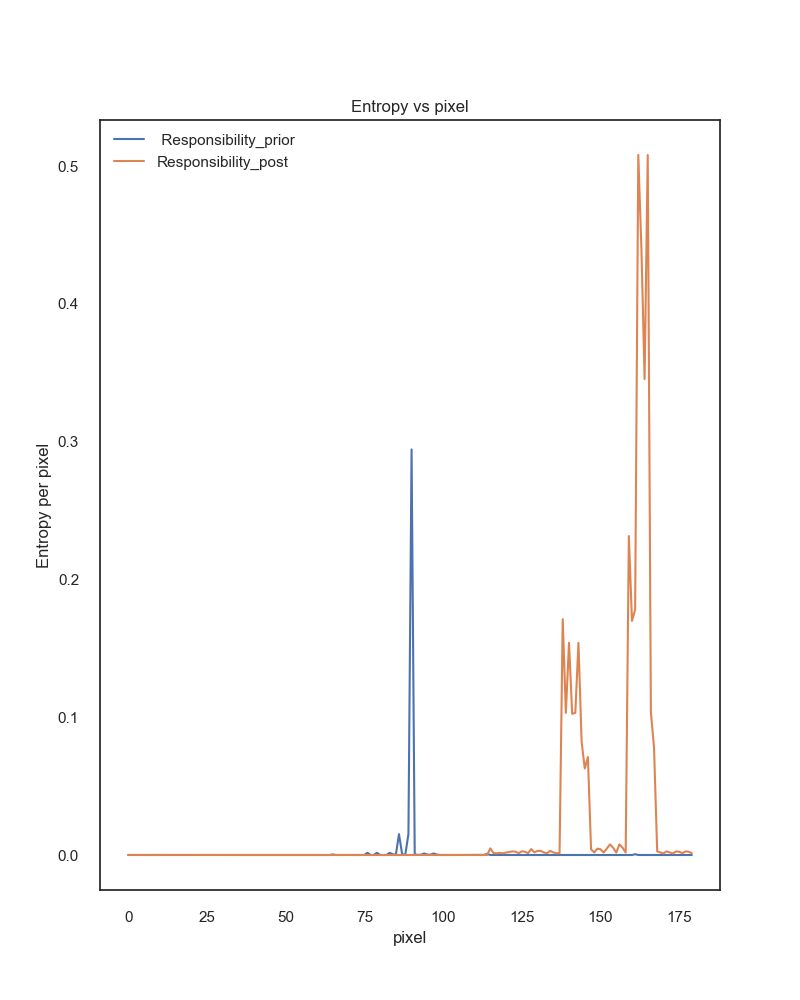 Entropy vs pixel
Responsibility_prior
Responsibility_post
Entropy per pixel
0.5
0.4
0.3
0.2
0.1
0.0
0 25 50 75 100 125 150 175
pixel